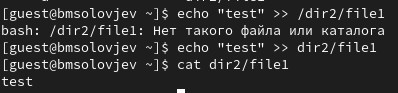 [guest@bmsolovjev ~]$ echo "test" >> /dir2/file1
bash: /dir2/file1: Нет такого файла или каталога
[guest@bmsolovjev ~]$ echo "test" >> dir2/file1
[guest@bmsolovjev ~]$ cat dir2/file1
test